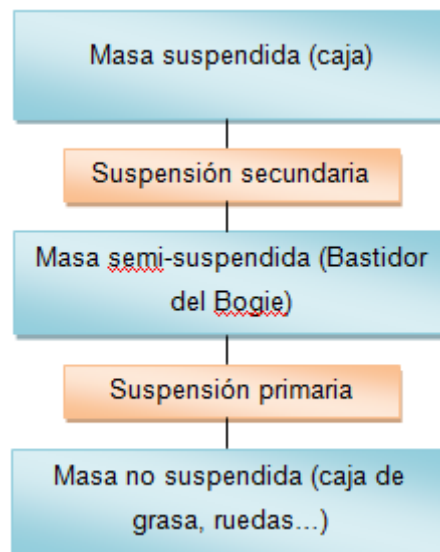 Masa suspendida (caja)
Suspensión secundaria
Masa semi-suspendida (Bastidor
del Bogie)
Suspensión primaria
Masa no suspendida (caja de
grasa, ruedas...)